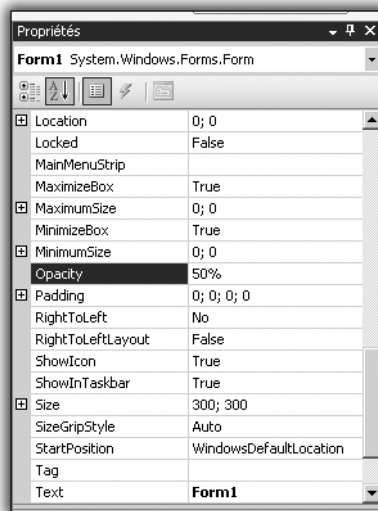 Propriétés
Form1 System.Windows.Forms.Form
Location 0; 0
Locked False
MainMenuStrip
MaximizeBox True
MaximumSize 0; 0
MinimizeBox True
MinimumSize 0; 0
Opacity 50%
Padding 0; 0; 0; 0
RightToLeft No
RightToLeftLayout False
ShowIcon True
ShowInTaskbar True
Size 300; 300
SizeGripStyle Auto
StartPosition WindowsDefaultLocation
Tag
Text Form1